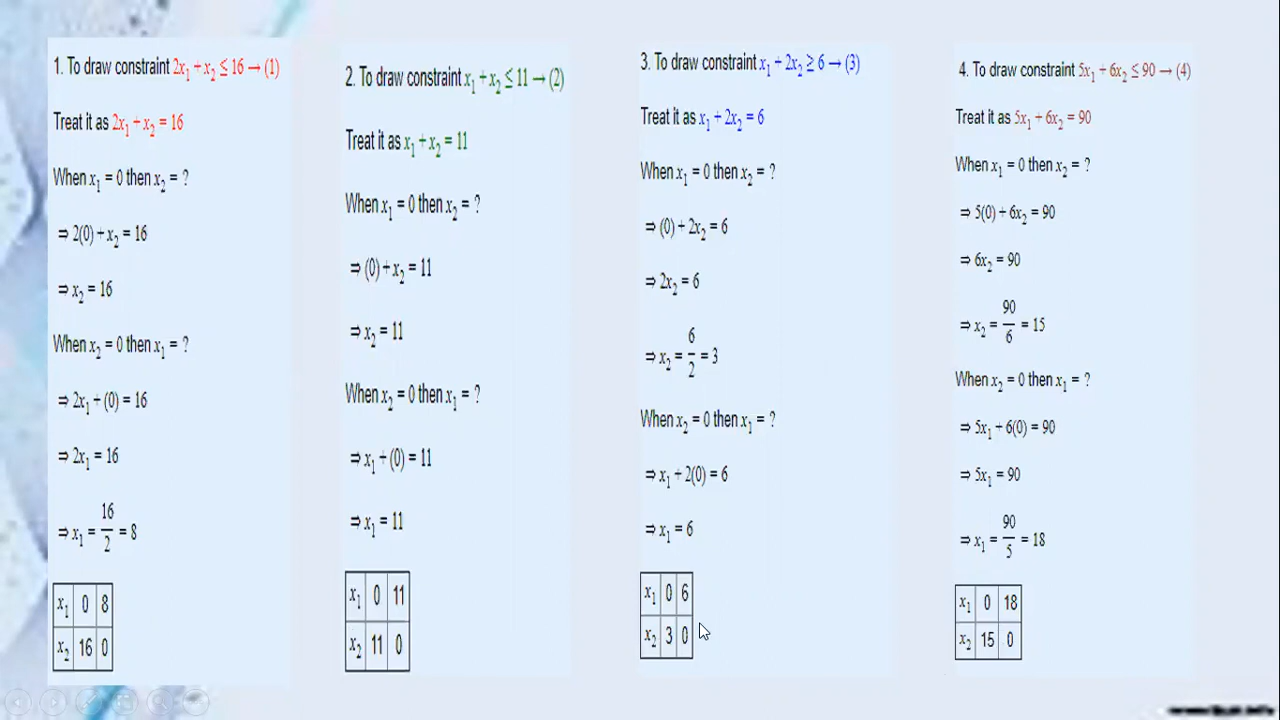 1. To draw constraint 2x₁ + x₂ ≤ 16 → (1)
Treat it as 2x₁ + x₂ = 16
When x₁ = 0 then x₂ = ?
⇒ 2(0) + x₂ = 16
⇒ x₂ = 16
When x₂ = 0 then x₁ = ?
⇒ 2x₁ + (0) = 16
⇒ 2x₁ = 16
⇒ x₁ = 16/2 = 8
x₁ 0 8
x₂ 16 0
2. To draw constraint x₁ + x₂ ≤ 11 → (2)
Treat it as x₁ + x₂ = 11
When x₁ = 0 then x₂ = ?
⇒ (0) + x₂ = 11
⇒ x₂ = 11
When x₂ = 0 then x₁ = ?
⇒ x₁ + (0) = 11
⇒ x₁ = 11
x₁ 0 11
x₂ 11 0
3. To draw constraint x₁ + 2x₂ ≥ 6 → (3)
Treat it as x₁ + 2x₂ = 6
When x₁ = 0 then x₂ = ?
⇒ (0) + 2x₂ = 6
⇒ 2x₂ = 6
⇒ x₂ = 6/2 = 3
When x₂ = 0 then x₁ = ?
⇒ x₁ + 2(0) = 6
⇒ x₁ = 6
x₁ 0 6
x₂ 3 0
4. To draw constraint 5x₁ + 6x₂ ≤ 90 → (4)
Treat it as 5x₁ + 6x₂ = 90
When x₁ = 0 then x₂ = ?
⇒ 5(0) + 6x₂ = 90
⇒ 6x₂ = 90
⇒ x₂ = 90/6 = 15
When x₂ = 0 then x₁ = ?
⇒ 5x₁ + 6(0) = 90
⇒ 5x₁ = 90
⇒ x₁ = 90/5 = 18
x₁ 0 18
x₂ 15 0